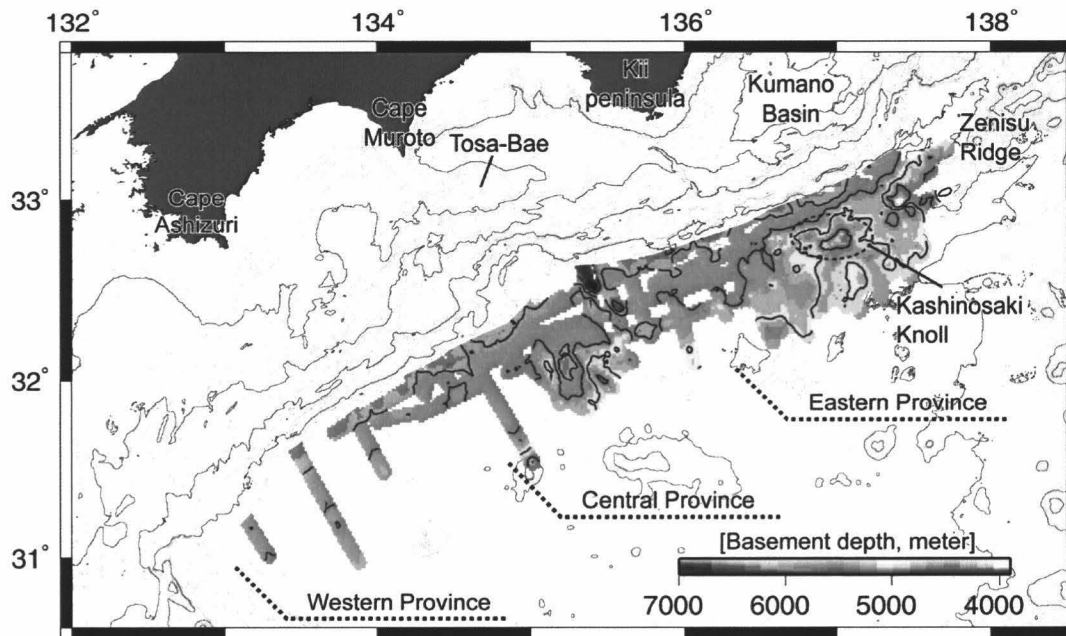 132° 134° 136° 138°
Kii
peninsula
Kumano
Basin
Cape
Muroto
Tosa-Bae
Zenisu
Ridge
33
Cape
Ashizuri
Kashinosaki
Knoll
32
Eastern Province
Central Province
[Basement depth, meter]
31
Western Province
7000 6000 5000 4000